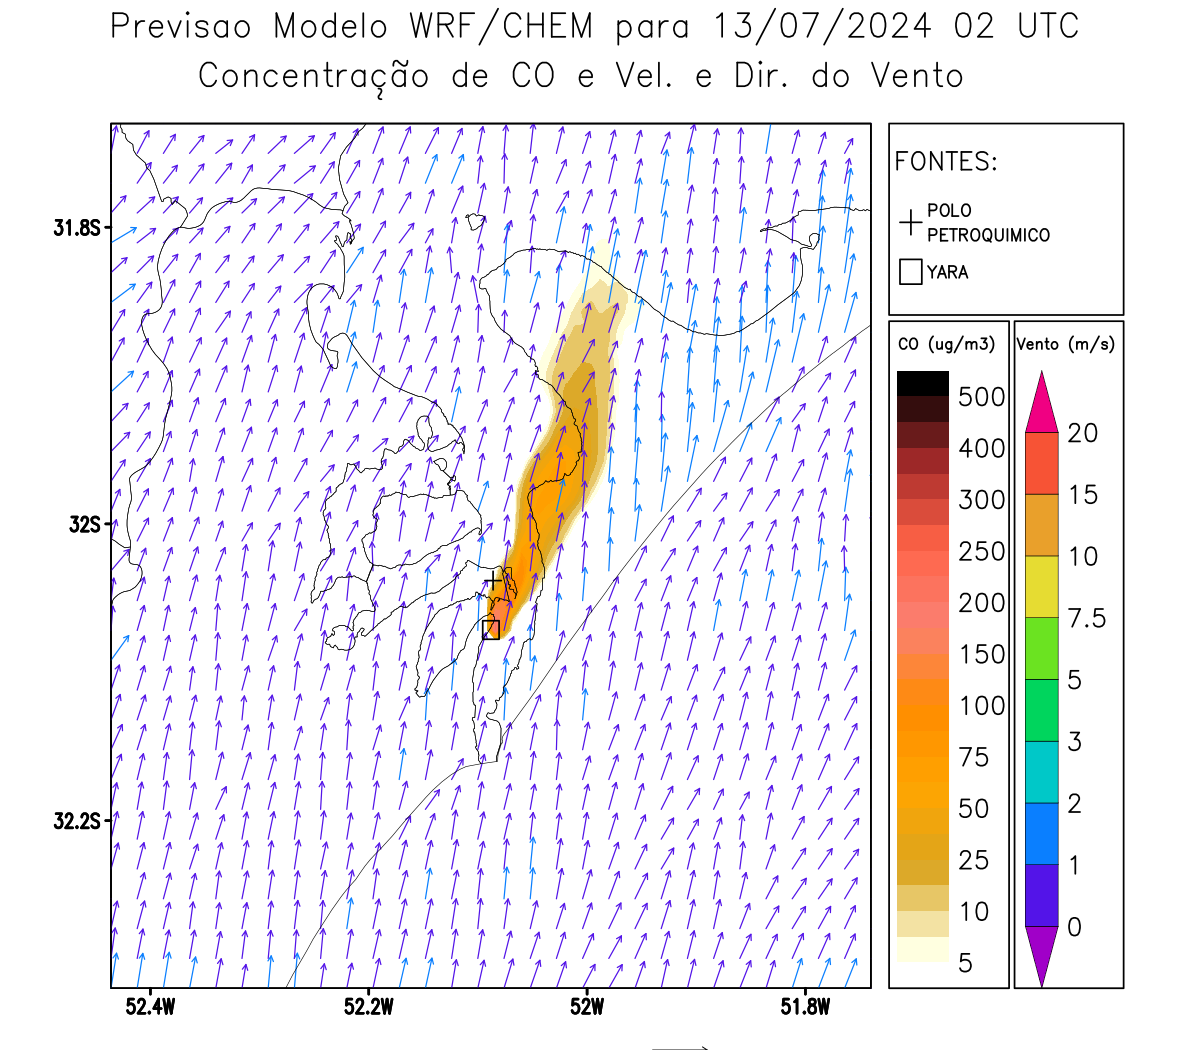 Previsao Modelo WRF/CHEM para 13/07/2024 02 UTC
Concentração de CO e Vel. e Dir. do Vento
FONTES:
POLO
PETROQUIMICO
YARA
CO (ug/m3)
500
400
300
250
200
150
100
75
50
25
10
5
Vento (m/s)
20
15
10
7.5
5
3
2
1
0
31.8S
32S
32.2S
52.4W
52.2W
52W
51.8W